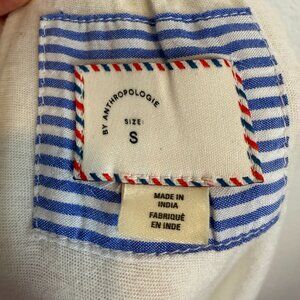 BY ANTHROPOLOGIE
SIZE:
S
MADE IN
INDIA
FABRIQUÉ
EN INDE